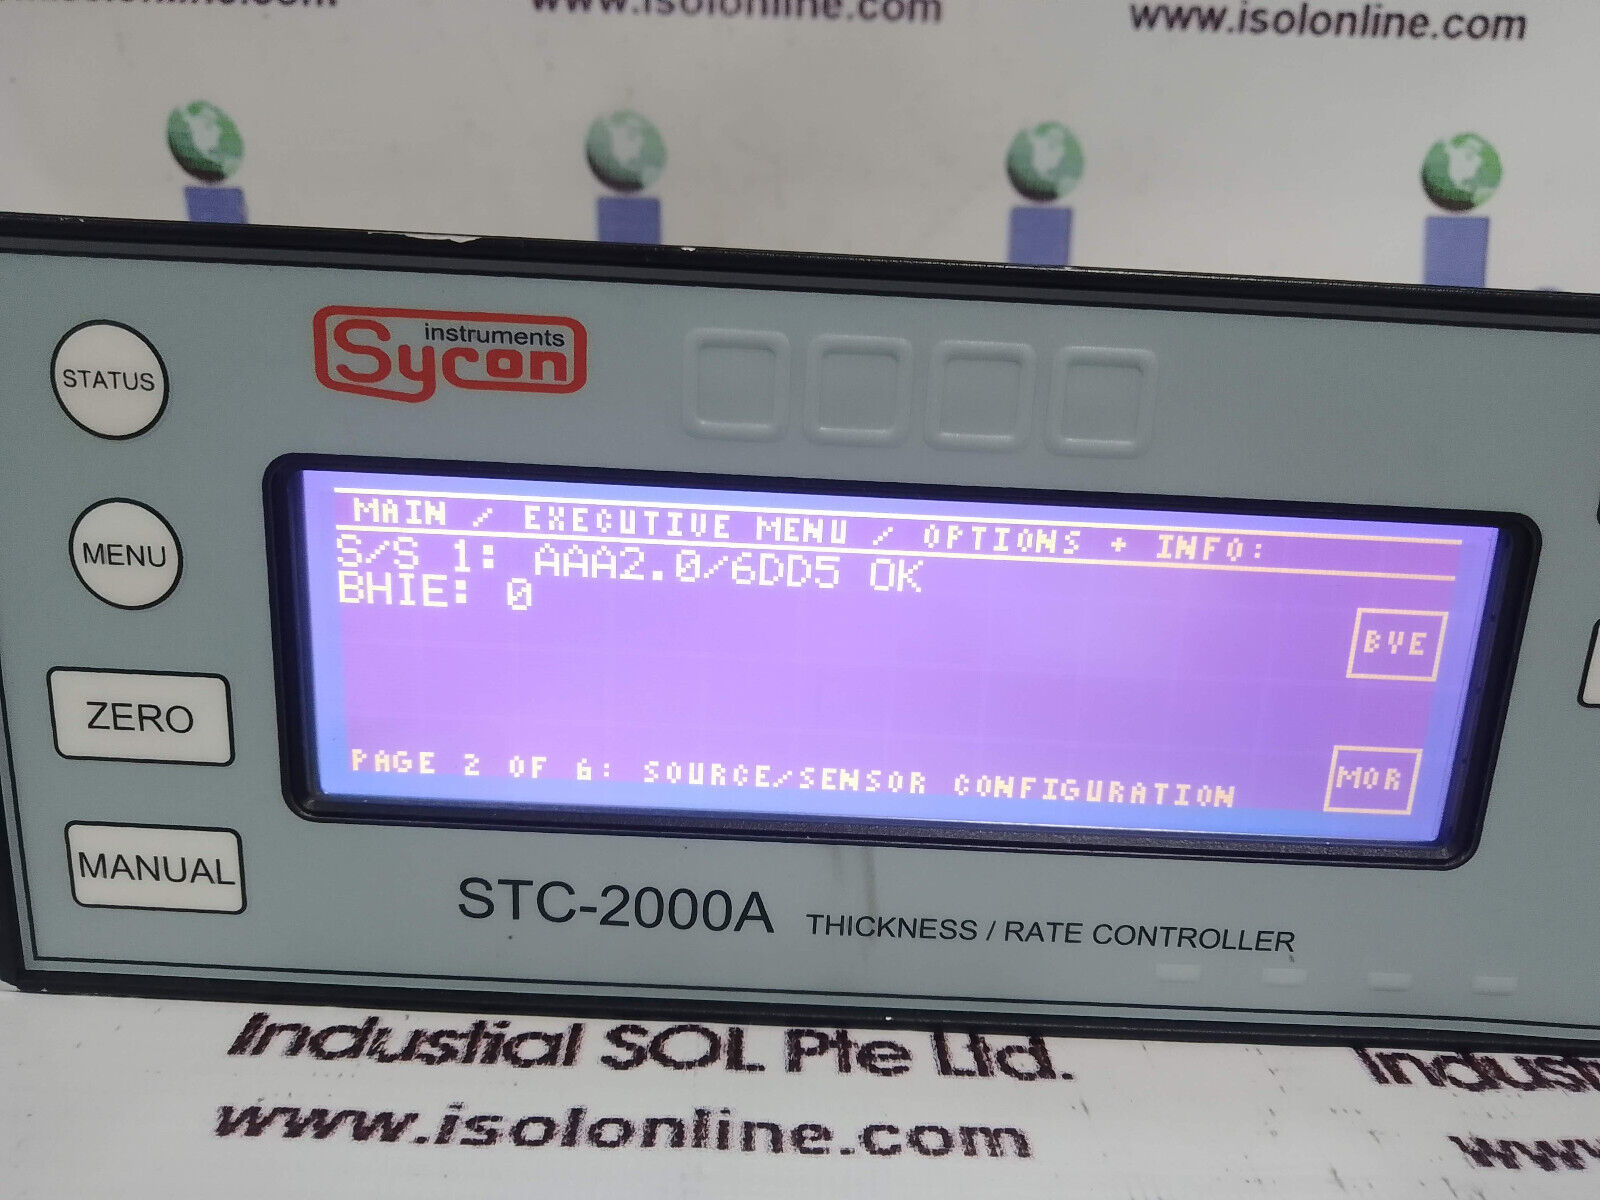 www.isolonline.com
www.isolonline.com
STATUS
MENU
ZERO
MANUAL
Sycon instruments
MAIN / EXECUTIVE MENU / OPTIONS + INFO:
S/S 1: AAA2.0/6DD5 OK
BHIE: 0
BYE
PAGE 2 OF 6: SOURCE/SENSOR CONFIGURATION
MOR
STC-2000A THICKNESS / RATE CONTROLLER
Industial SOL Pte Ltd.
www.isolonline.com